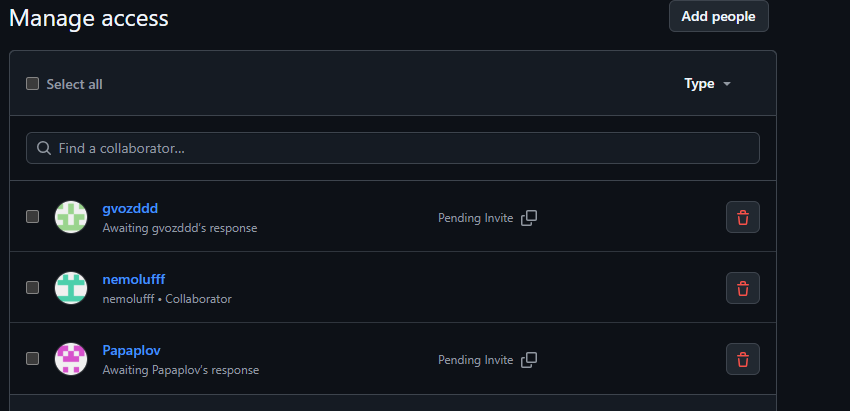 Manage access
Add people
Select all
Type
Find a collaborator...
gvozddd
Awaiting gvozddd's response
Pending Invite
nemolufff
nemolufff • Collaborator
Papaplov
Awaiting Papaplov's response
Pending Invite